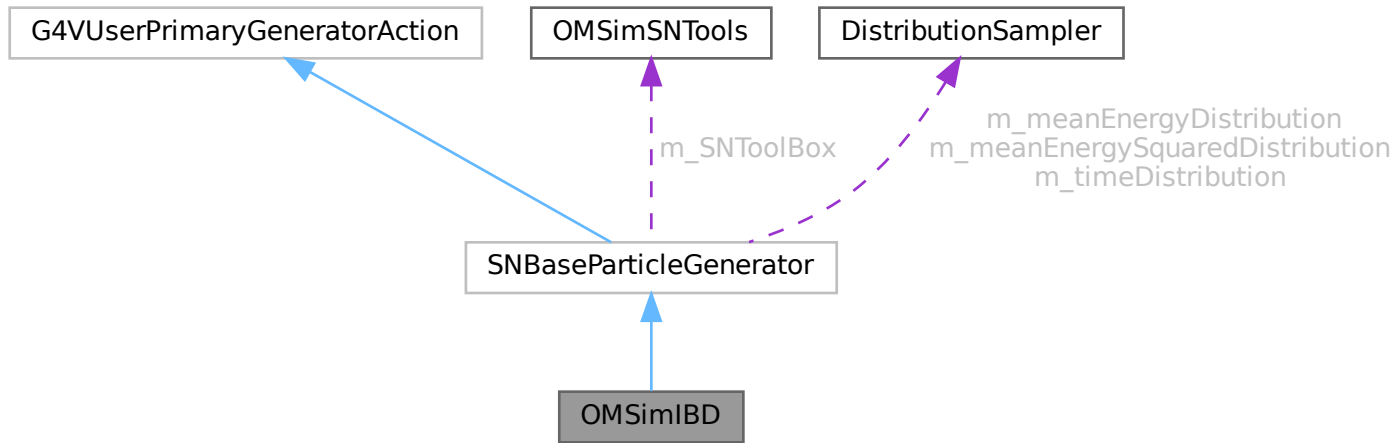 G4VUserPrimaryGeneratorAction
OMSimSNTools
DistributionSampler
m_SNToolBox
m_meanEnergyDistribution
m_meanEnergySquaredDistribution
m_timeDistribution
SNBaseParticleGenerator
OMSimIBD